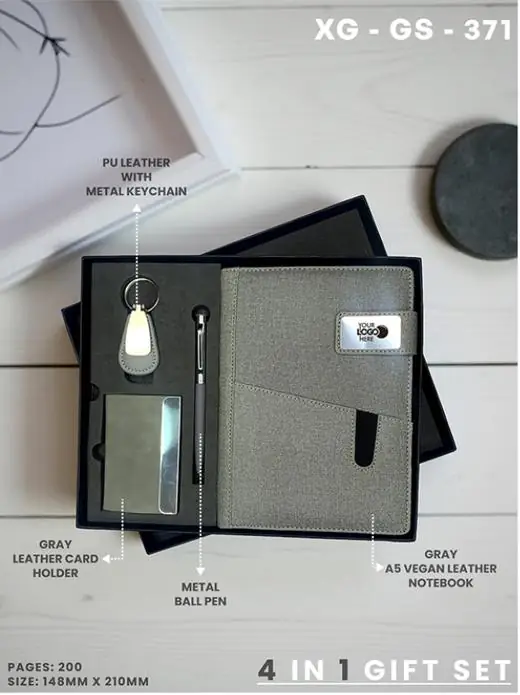 XG - GS - 371
PU LEATHER
WITH
METAL KEYCHAIN
YOUR
LOGO
HERE
GRAY
LEATHER CARD
HOLDER
METAL
BALL PEN
GRAY
A5 VEGAN LEATHER
NOTEBOOK
PAGES: 200
SIZE: 148MM X 210MM
4 IN 1 GIFT SET